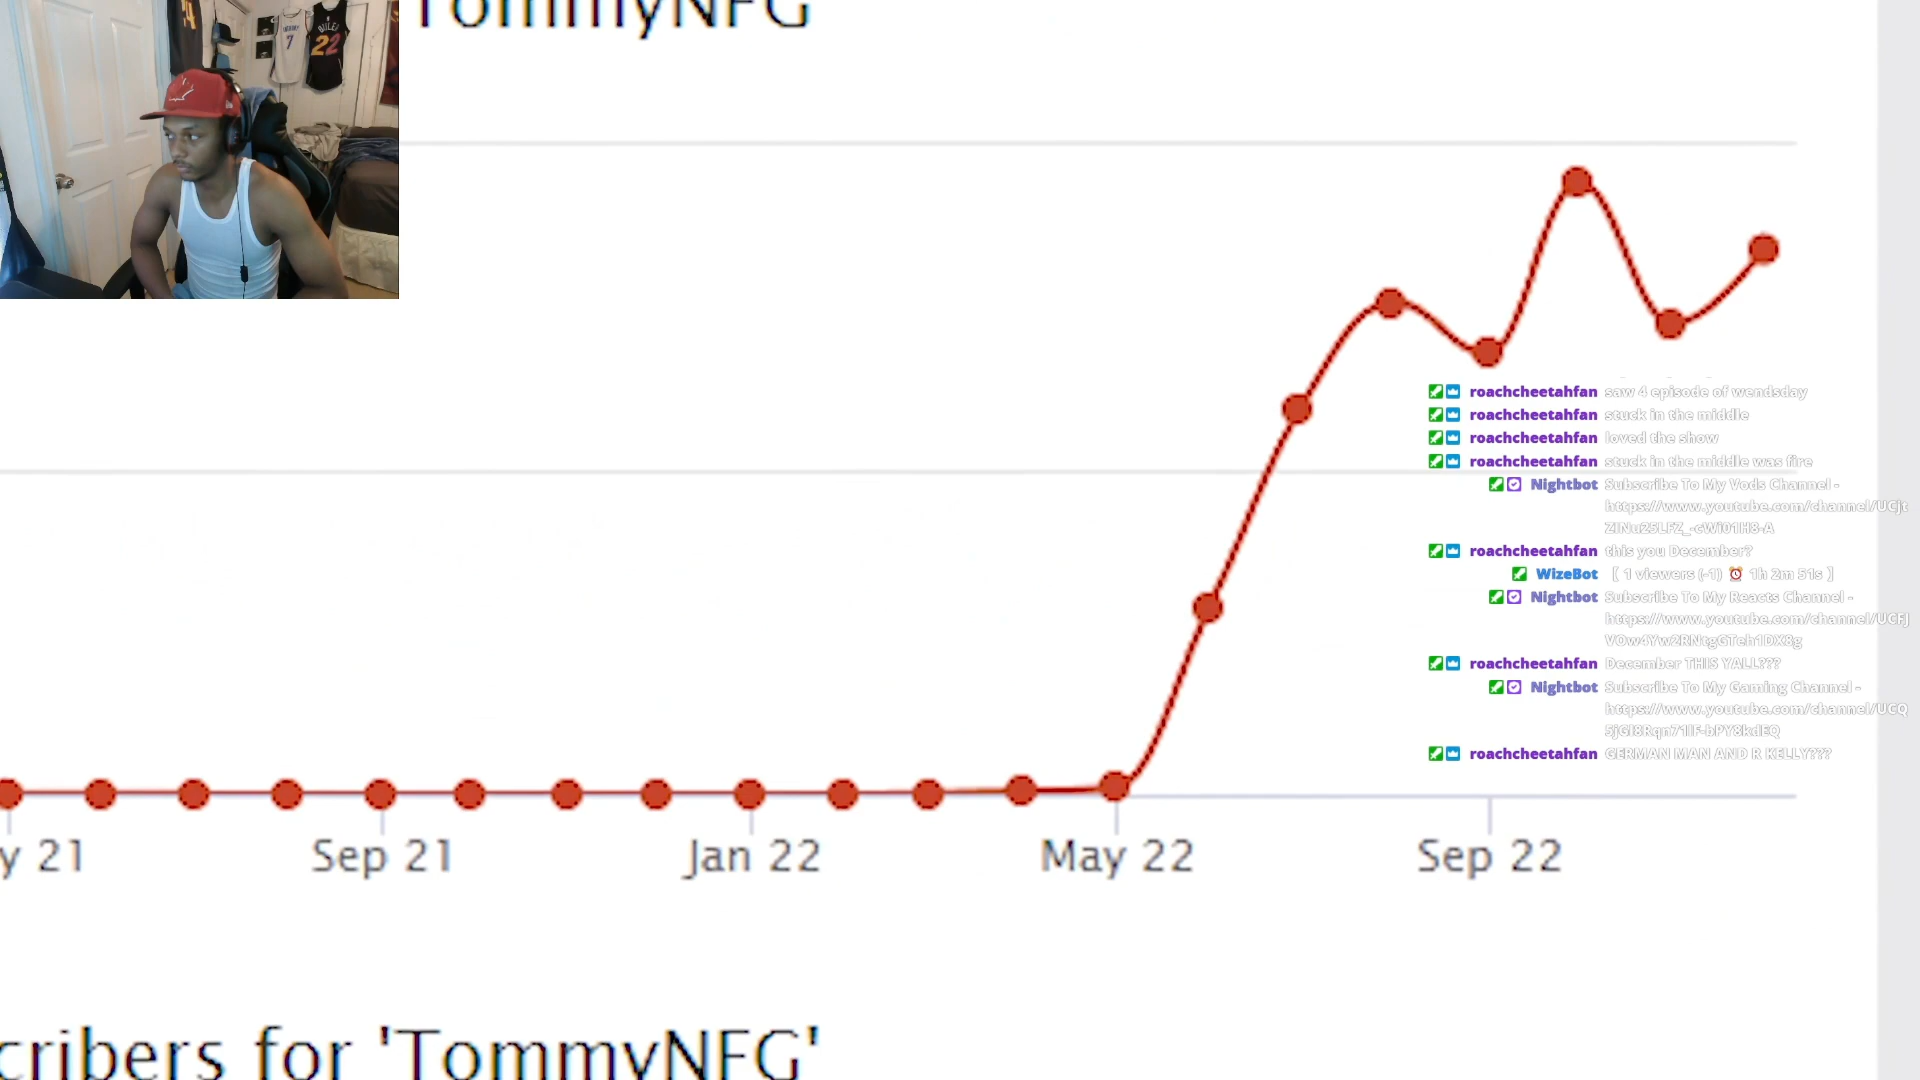 TommyNFG
7
BUTLER
22
roachcheetahfan saw 4 episode of wendsday
roachcheetahfan stuck in the middle
roachcheetahfan loved the show
roachcheetahfan stuck in the middle was fire
Nightbot Subscribe To My Vods Channel -
https://www.youtube.com/channel/UCjt
roachcheetahfan this you December?
WizeBot [ 1 viewers (-1) ⏰ 1h 2m 51s ]
Nightbot Subscribe To My Reacts Channel -
https://www.youtube.com/channel/UCFJ
VOw4Yw2RNtgGTeh1DX8g
roachcheetahfan December THIS YALL???
Nightbot Subscribe To My Gaming Channel -
https://www.youtube.com/channel/UCQ
roachcheetahfan GERMAN MAN AND R KELLY???
y 21 Sep 21 Jan 22 May 22 Sep 22
cribers for 'TommyNFG'